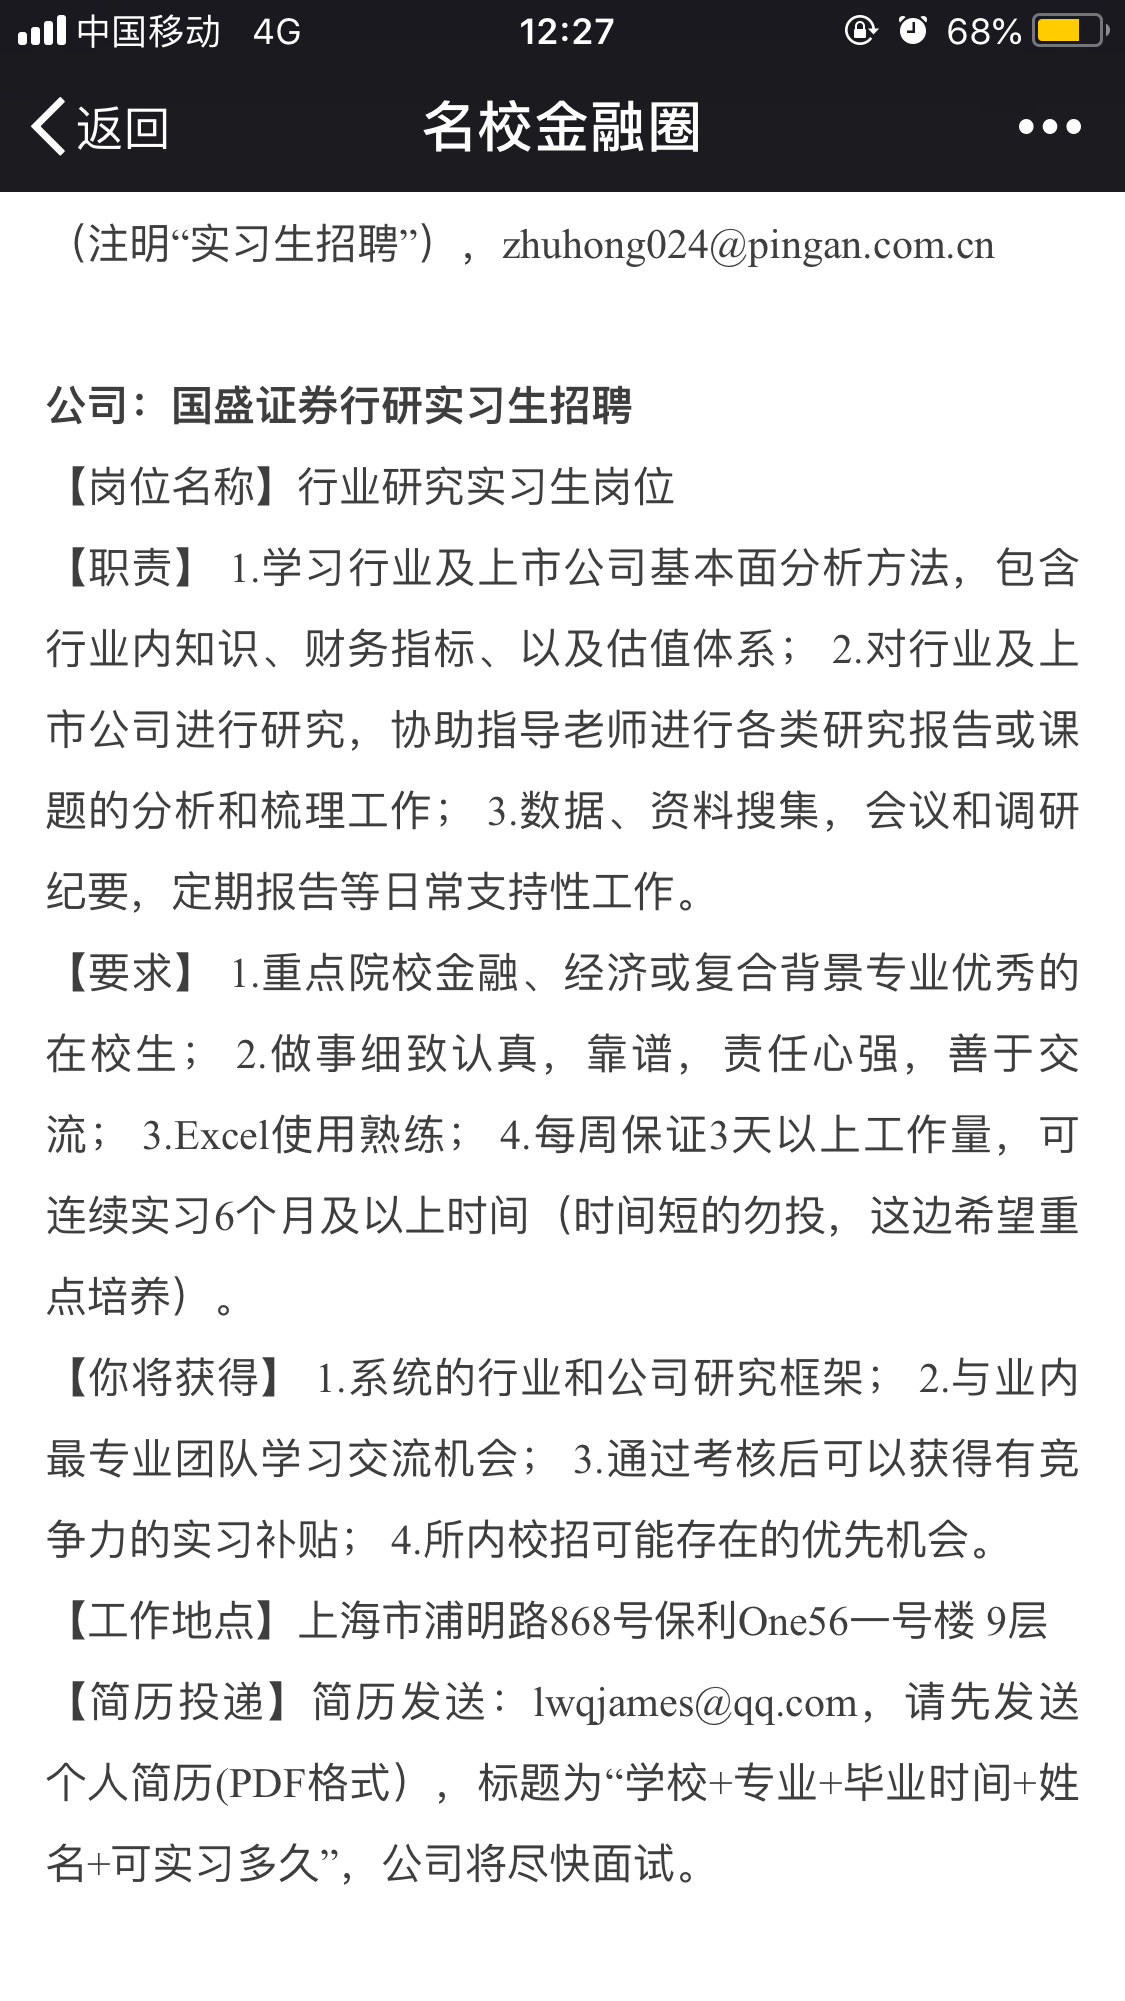 中国移动 4G 12:27 68%
返回 名校金融圈
（注明“实习生招聘”），zhuhong024@pingan.com.cn
公司：国盛证券行研实习生招聘
【岗位名称】行业研究实习生岗位
【职责】 1.学习行业及上市公司基本面分析方法，包含
行业内知识、财务指标、以及估值体系； 2.对行业及上
市公司进行研究，协助指导老师进行各类研究报告或课
题的分析和梳理工作； 3.数据、资料搜集，会议和调研
纪要，定期报告等日常支持性工作。
【要求】 1.重点院校金融、经济或复合背景专业优秀的
在校生； 2.做事细致认真，靠谱，责任心强，善于交
流； 3.Excel使用熟练； 4.每周保证3天以上工作量，可
连续实习6个月及以上时间（时间短的勿投，这边希望重
点培养）。
【你将获得】 1.系统的行业和公司研究框架； 2.与业内
最专业团队学习交流机会； 3.通过考核后可以获得有竞
争力的实习补贴； 4.所内校招可能存在的优先机会。
【工作地点】上海市浦明路868号保利One56一号楼 9层
【简历投递】简历发送：lwqjames@qq.com，请先发送
个人简历(PDF格式），标题为“学校+专业+毕业时间+姓
名+可实习多久”，公司将尽快面试。